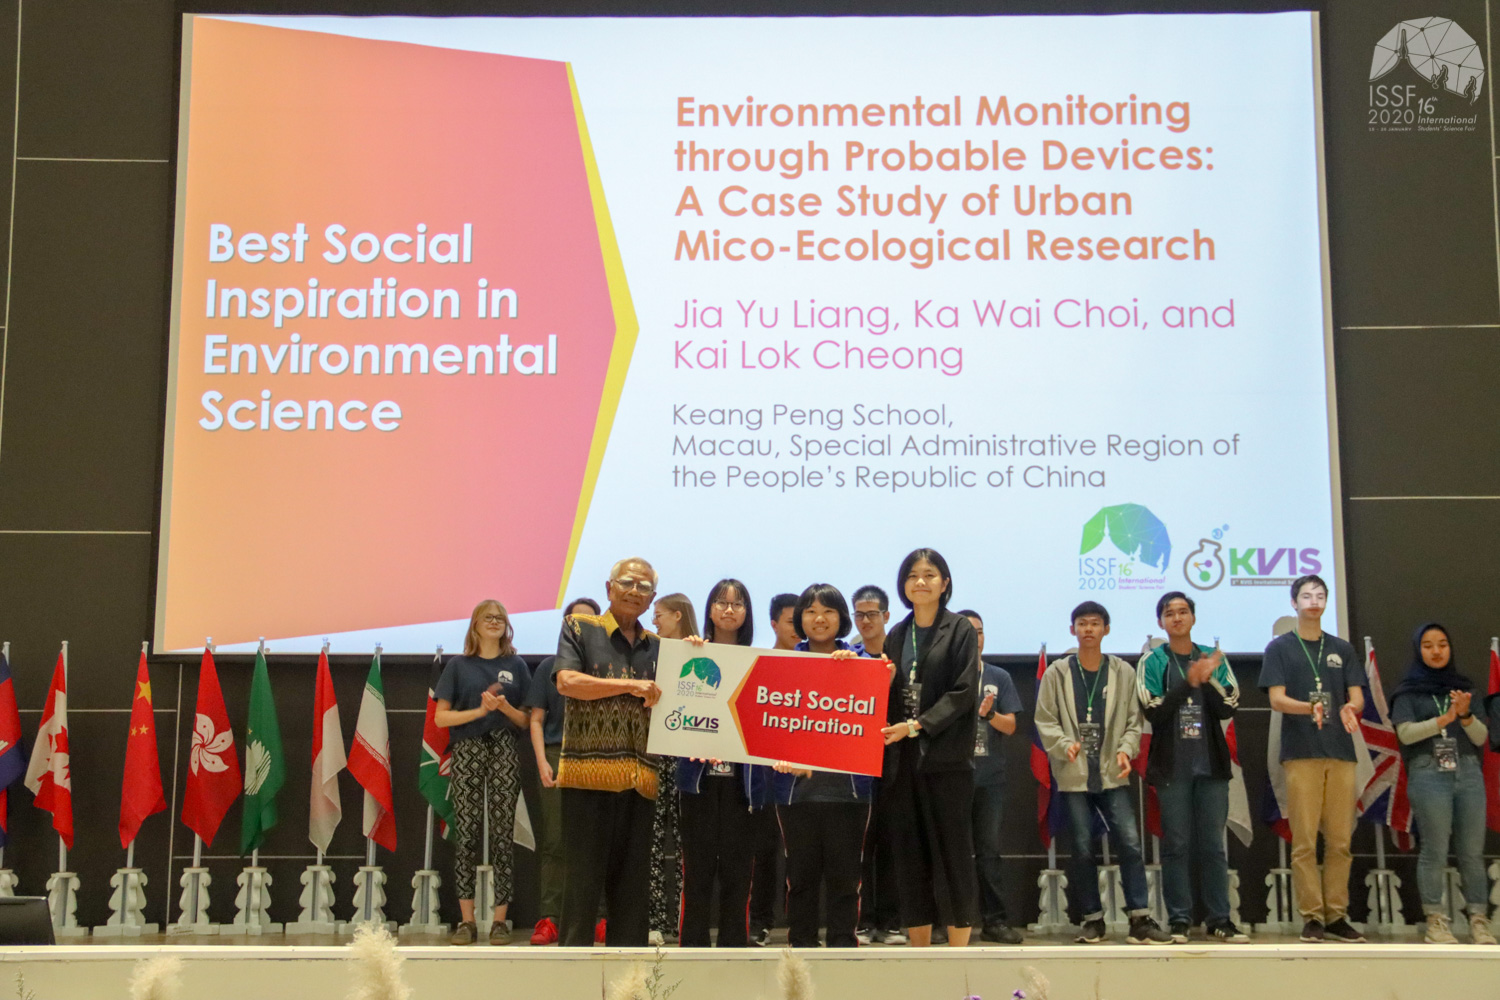 ISSF
2020
16th
International
Students' Science Fair
Best Social
Inspiration in
Environmental
Science
Environmental Monitoring
through Probable Devices:
A Case Study of Urban
Mico-Ecological Research
Jia Yu Liang, Ka Wai Choi, and
Kai Lok Cheong
Keang Peng School,
Macau, Special Administrative Region of
the People's Republic of China
ISSF
2020
16th
International
Students' Science Fair
KVIS
ISSF
2020
16th
KVIS
Best Social
Inspiration